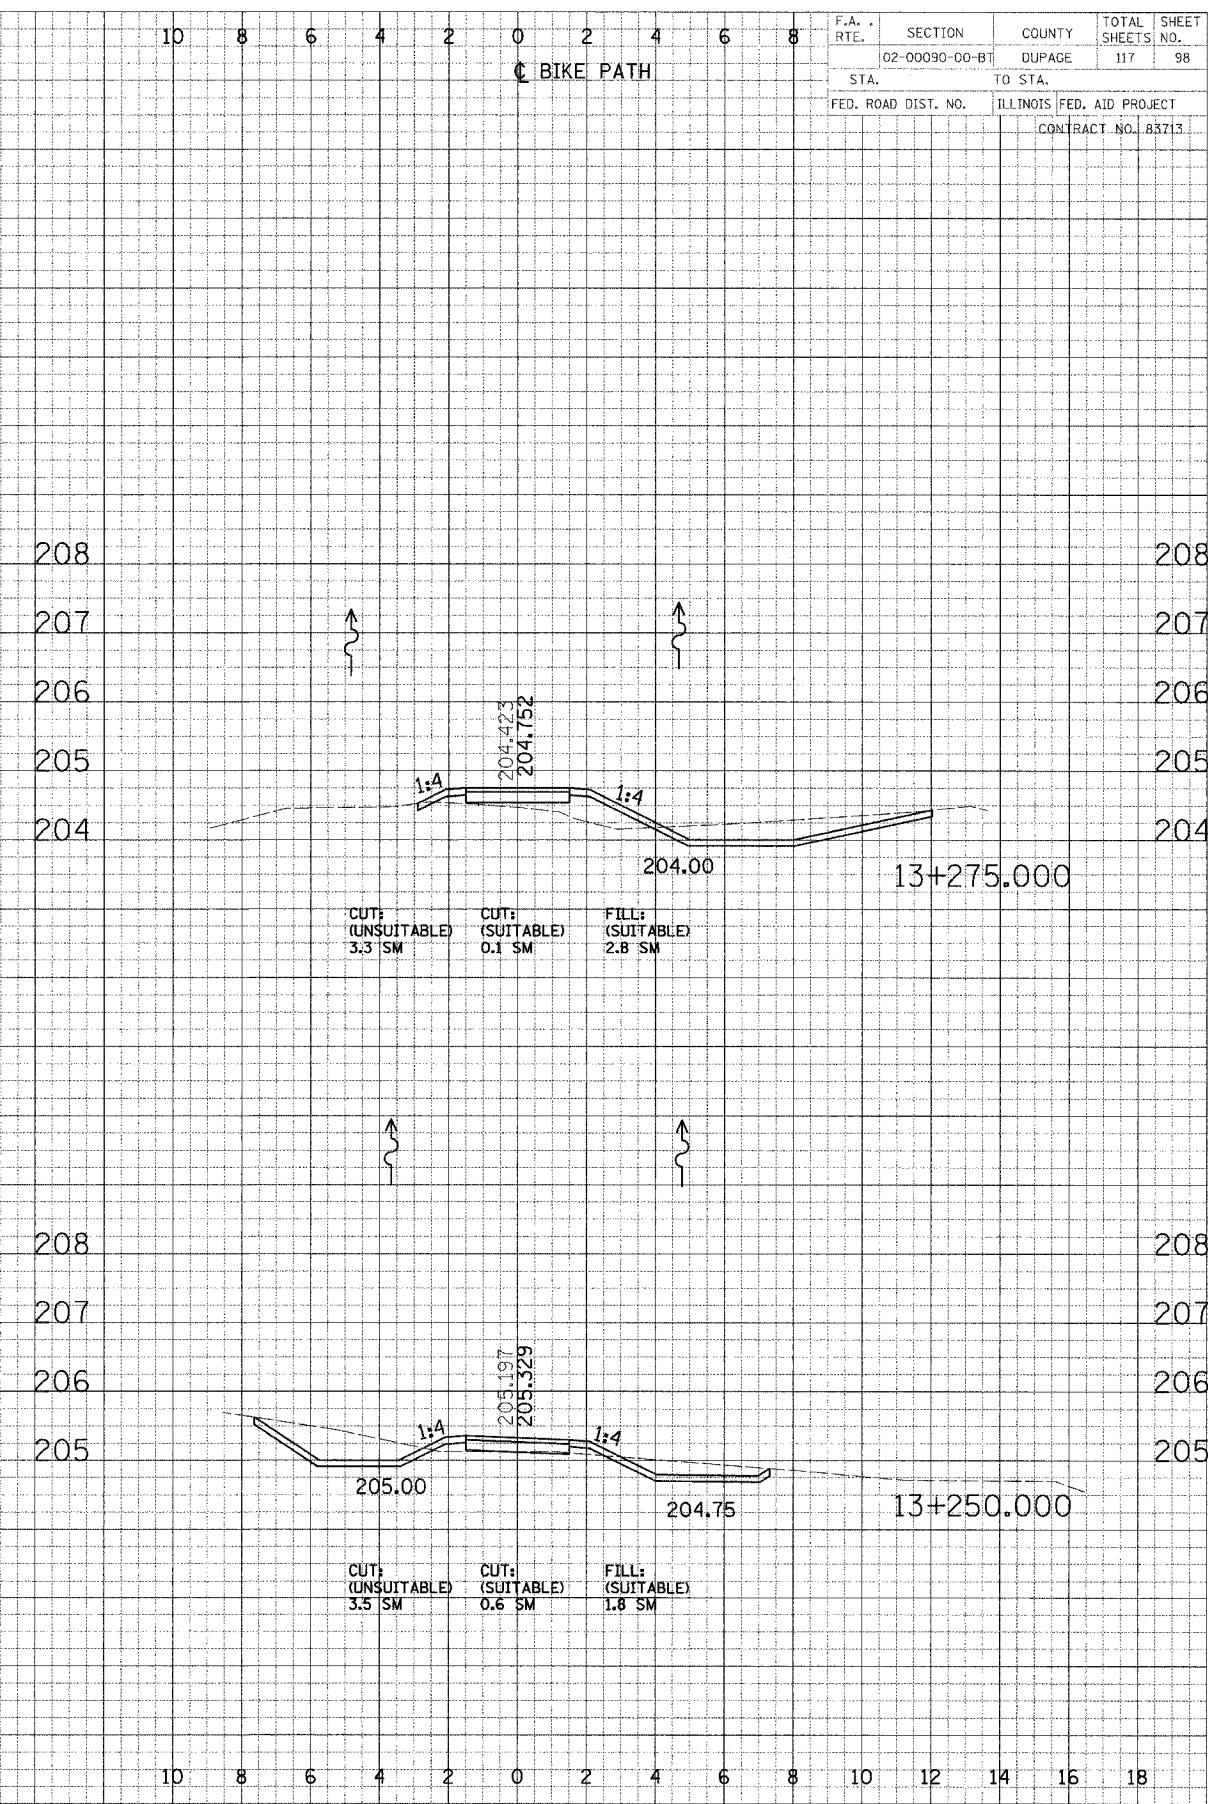 10 8 6 4 2 0 2 4 6 8
℄ BIKE PATH
F.A. . RTE. SECTION COUNTY TOTAL SHEETS SHEET NO.
02-00090-00-BT DUPAGE 117 98
STA. TO STA.
FED. ROAD DIST. NO. ILLINOIS FED. AID PROJECT
CONTRACT NO. 83713
208 208
207 207
206 206
204.423
204.752
205 205
1:4 1:4
204 204
204.00
13+275.000
CUT: CUT: FILL:
(UNSUITABLE) (SUITABLE) (SUITABLE)
3.3 SM 0.1 SM 2.8 SM
208 208
207 207
206 206
205.197
205.329
1:4 1:4
205 205
205.00
204.75
13+250.000
CUT: CUT: FILL:
(UNSUITABLE) (SUITABLE) (SUITABLE)
3.5 SM 0.6 SM 1.8 SM
10 8 6 4 2 0 2 4 6 8 10 12 14 16 18